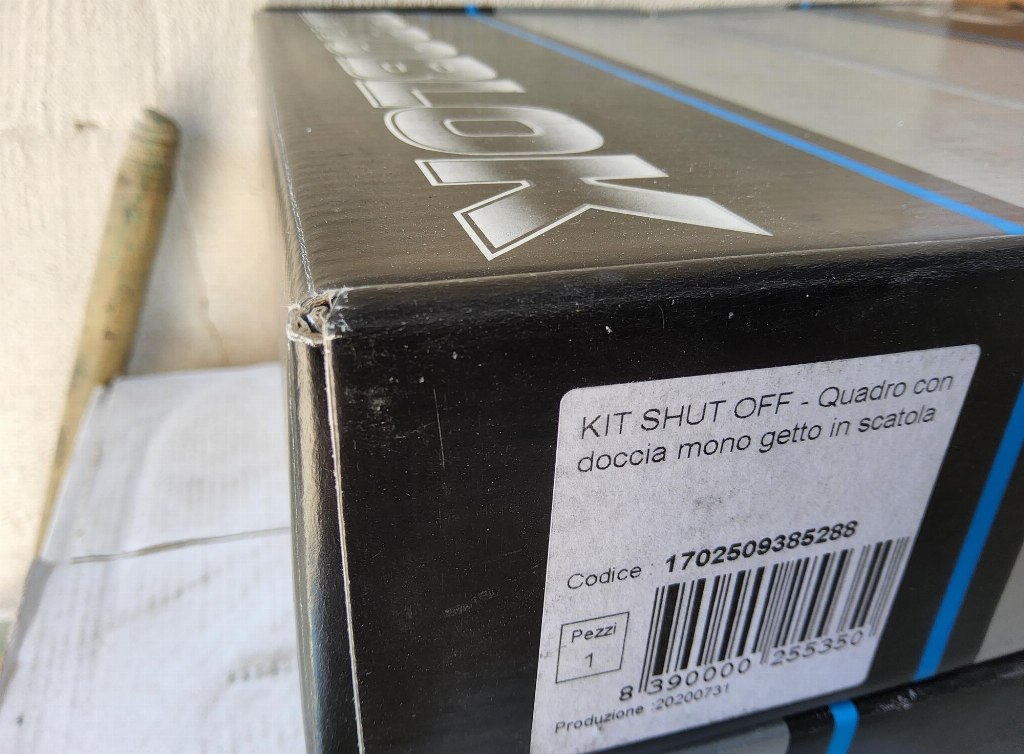 KIT SHUT OFF - Quadro con
doccia mono getto in scatola
Codice : 1702509385288
Pezzi
1
8 390000 255350
Produzione :20200731